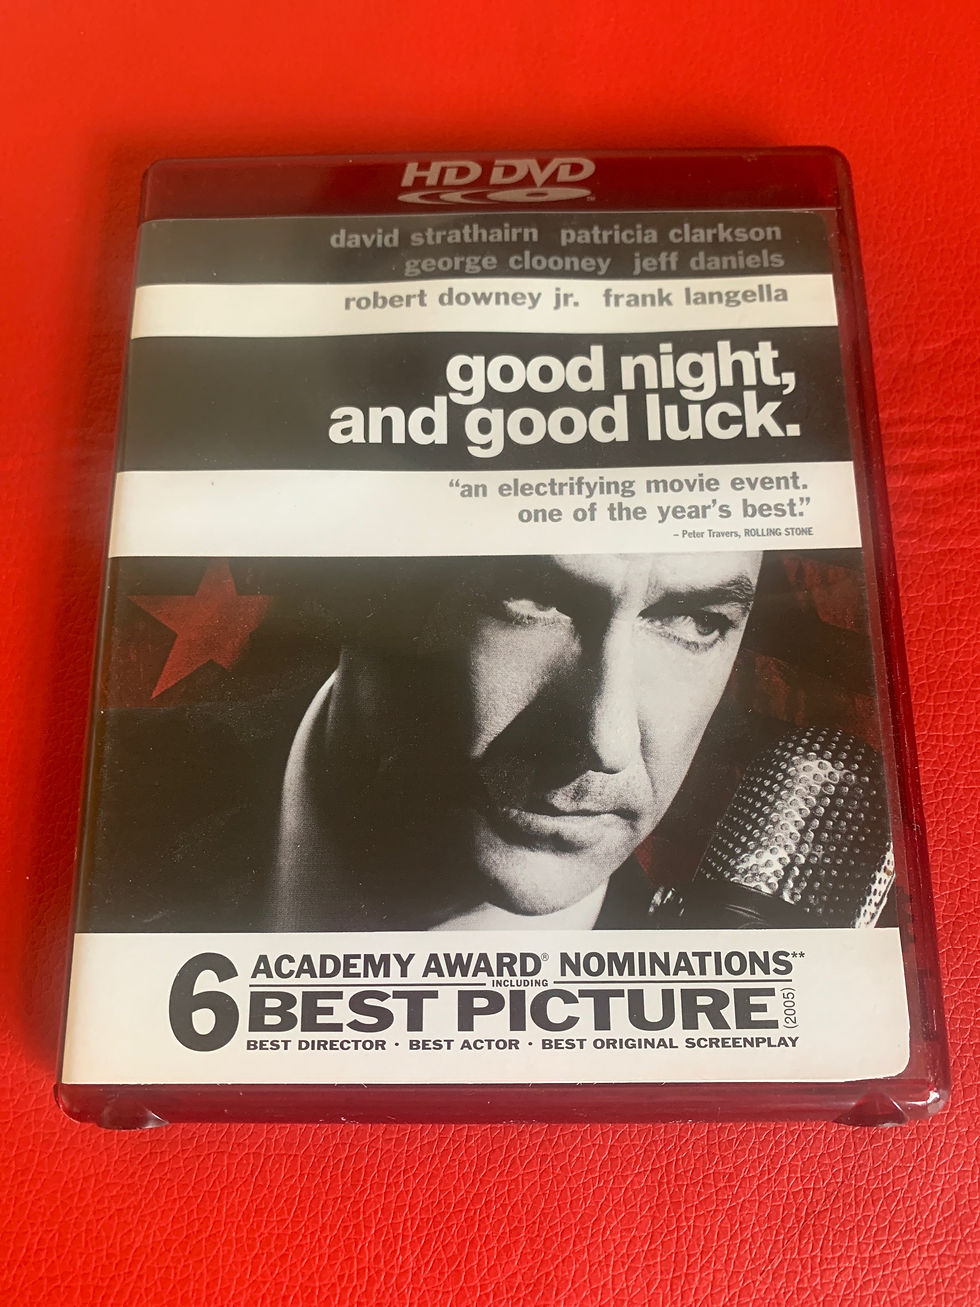 HD DVD
david strathairn patricia clarkson
george clooney jeff daniels
robert downey jr. frank langella
good night,
and good luck.
“an electrifying movie event.
one of the year’s best.”
– Peter Travers, ROLLING STONE
6 ACADEMY AWARD® NOMINATIONS**
INCLUDING
BEST PICTURE (2005)
BEST DIRECTOR · BEST ACTOR · BEST ORIGINAL SCREENPLAY